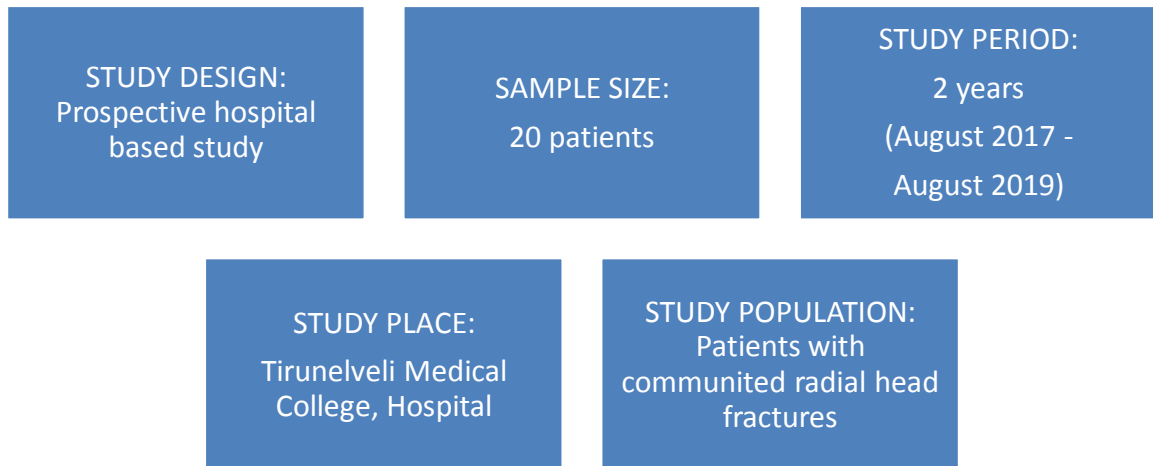 STUDY DESIGN:
Prospective hospital
based study
SAMPLE SIZE:
20 patients
STUDY PERIOD:
2 years
(August 2017 -
August 2019)
STUDY PLACE:
Tirunelveli Medical
College, Hospital
STUDY POPULATION:
Patients with
communited radial head
fractures